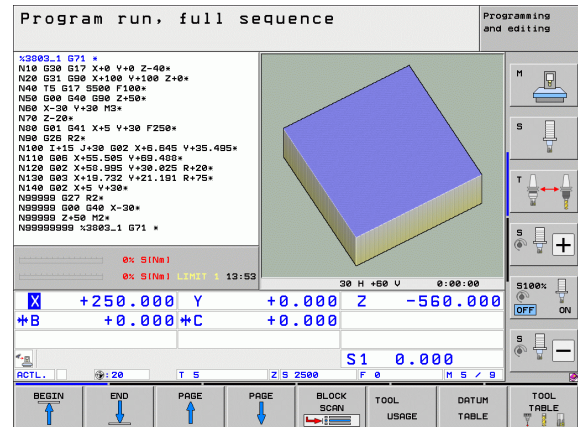 Program run, full sequence
Programming and editing
%3803_1 G71 *
N10 G30 G17 X+0 Y+0 Z-40*
N20 G31 G90 X+100 Y+100 Z+0*
N40 T5 G17 S500 F100*
N50 G00 G40 G90 Z+50*
N60 X-30 Y+30 M3*
N70 Z-20*
N80 G01 G41 X+5 Y+30 F250*
N90 G26 R2*
N100 I+15 J+30 G02 X+6.645 Y+35.495*
N110 G06 X+55.505 Y+69.488*
N120 G02 X+58.995 Y+30.025 R+20*
N130 G03 X+19.732 Y+21.191 R+75*
N140 G02 X+5 Y+30*
N99999 G27 R2*
N99999 G00 G40 X-30*
N99999 Z+50 M2*
N99999999 %3803_1 G71 *
0% S[Nm]
0% S[Nm] LIMIT 1 13:53
30 H +60 V 0:00:00
X +250.000 Y +0.000 Z -560.000
B +0.000 C +0.000
S1 0.000
ACTL. :20 T 5 Z S 2500 F 0 M 5 / 9
M
S
T
S
S100%
OFF ON
S
BEGIN
END
PAGE
PAGE
BLOCK SCAN
TOOL USAGE
DATUM TABLE
TOOL TABLE